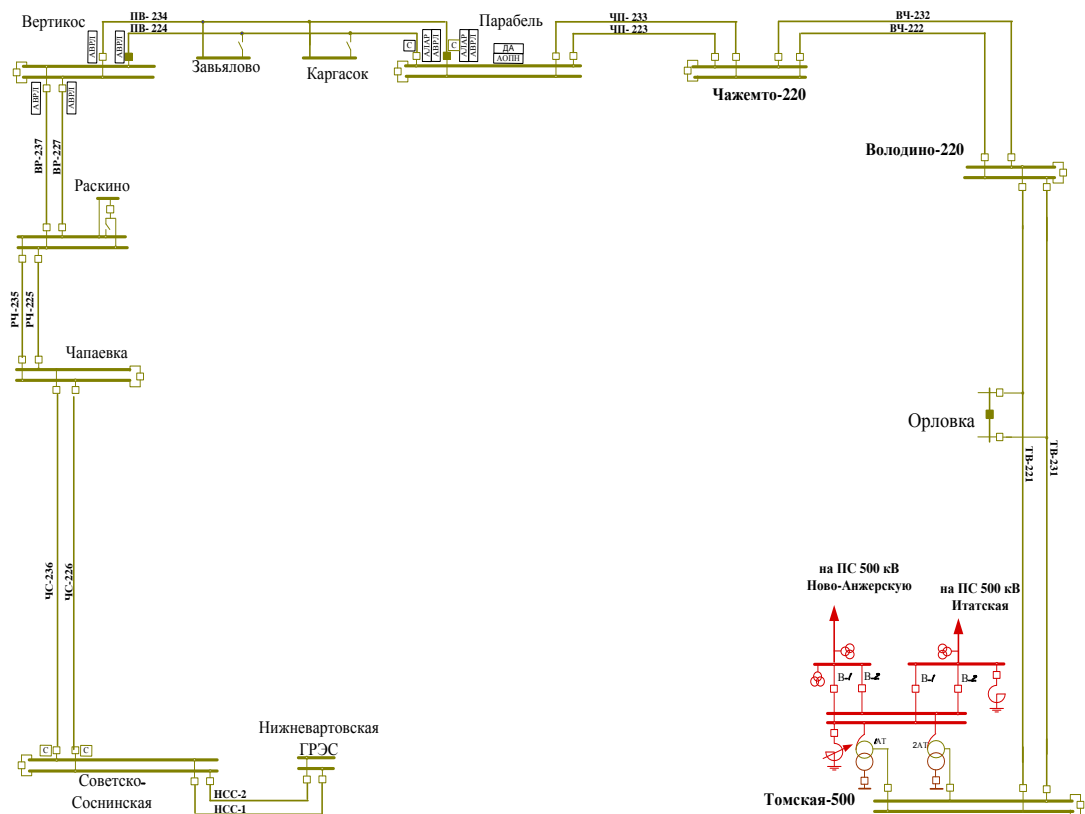 Вертикос
ПВ- 234
ПВ- 224
АВРЛ
АВРЛ
Завьялово
Каргасок
С
АЛАР
АВРЛ
С
АЛАР
АВРЛ
Парабель
ДА
АОПН
ЧП- 233
ЧП- 223
Чажемто-220
ВЧ-232
ВЧ-222
Володино-220
АВРЛ
АВРЛ
ВР-237
ВР-227
Раскино
РЧ-235
РЧ-225
Чапаевка
ЧС-236
ЧС-226
Орловка
ТВ-221
ТВ-231
на ПС 500 кВ
Ново-Анжерскую
на ПС 500 кВ
Итатская
В-1
В-2
В-1
В-2
1АТ
2АТ
Томская-500
С
С
Советско-
Соснинская
Нижневартовская
ГРЭС
НСС-2
НСС-1